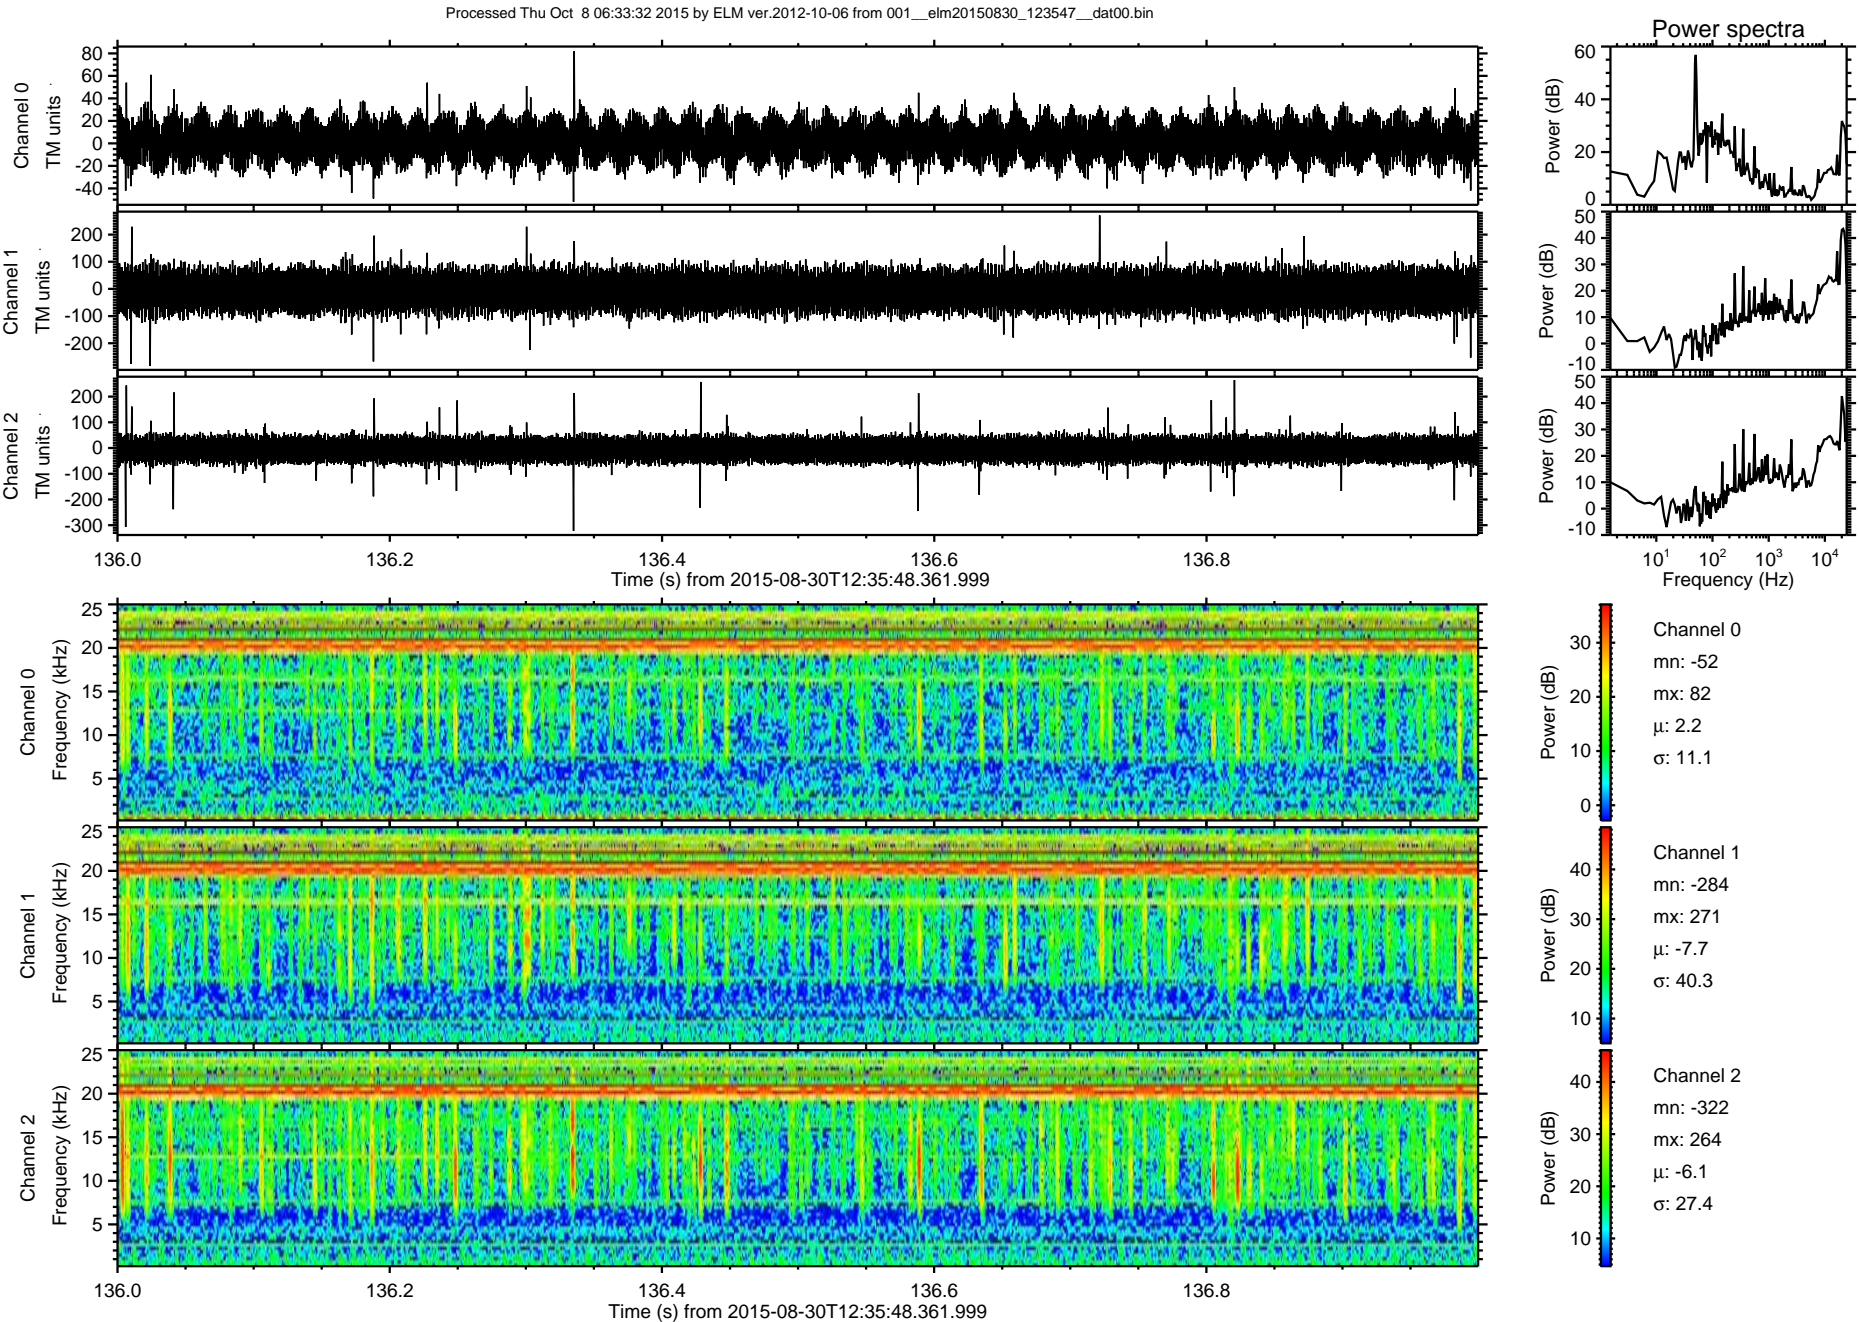 Processed Thu Oct  8 06:33:32 2015 by ELM ver.2012-10-06 from 001__elm20150830_123547__dat00.bin
Power spectra
Channel 0
TM units
80
60
40
20
0
-20
-40
Power (dB)
60
40
20
0
Channel 1
TM units
200
100
0
-100
-200
Power (dB)
50
40
30
20
10
0
-10
Channel 2
TM units
200
100
0
-100
-200
-300
Power (dB)
50
40
30
20
10
0
-10
136.0 136.2 136.4 136.6 136.8
Time (s) from 2015-08-30T12:35:48.361.999
10¹ 10² 10³ 10⁴
Frequency (Hz)
Channel 0
Frequency (kHz)
25
20
15
10
5
Power (dB)
30
20
10
0
Channel 0
mn: -52
mx: 82
μ: 2.2
σ: 11.1
Channel 1
Frequency (kHz)
25
20
15
10
5
Power (dB)
40
30
20
10
Channel 1
mn: -284
mx: 271
μ: -7.7
σ: 40.3
Channel 2
Frequency (kHz)
25
20
15
10
5
Power (dB)
40
30
20
10
Channel 2
mn: -322
mx: 264
μ: -6.1
σ: 27.4
136.0 136.2 136.4 136.6 136.8
Time (s) from 2015-08-30T12:35:48.361.999